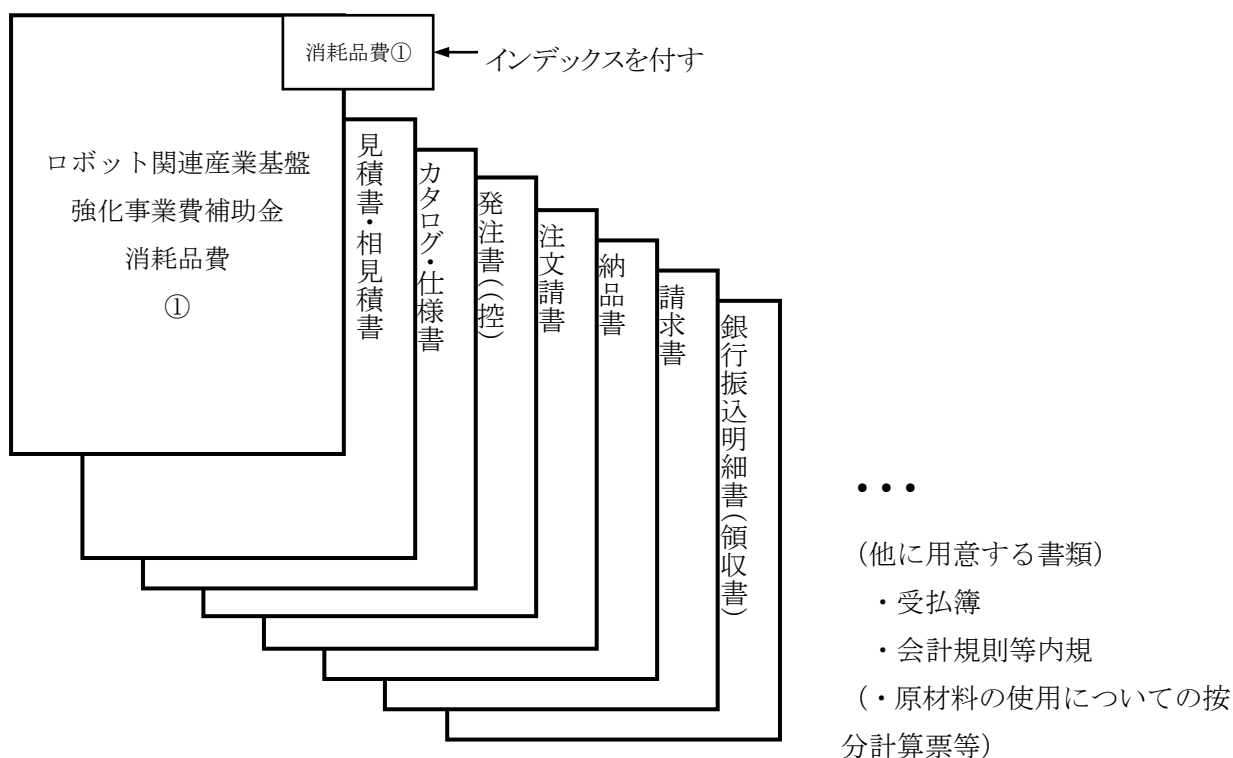 消耗品費①
インデックスを付す
ロボット関連産業基盤
強化事業費補助金
消耗品費
①
見積書・相見積書
カタログ・仕様書
発注書((控)
注文請書
納品書
請求書
銀行振込明細書(領収書)
・・・
(他に用意する書類)
・受払簿
・会計規則等内規
(・原材料の使用についての按
分計算票等)